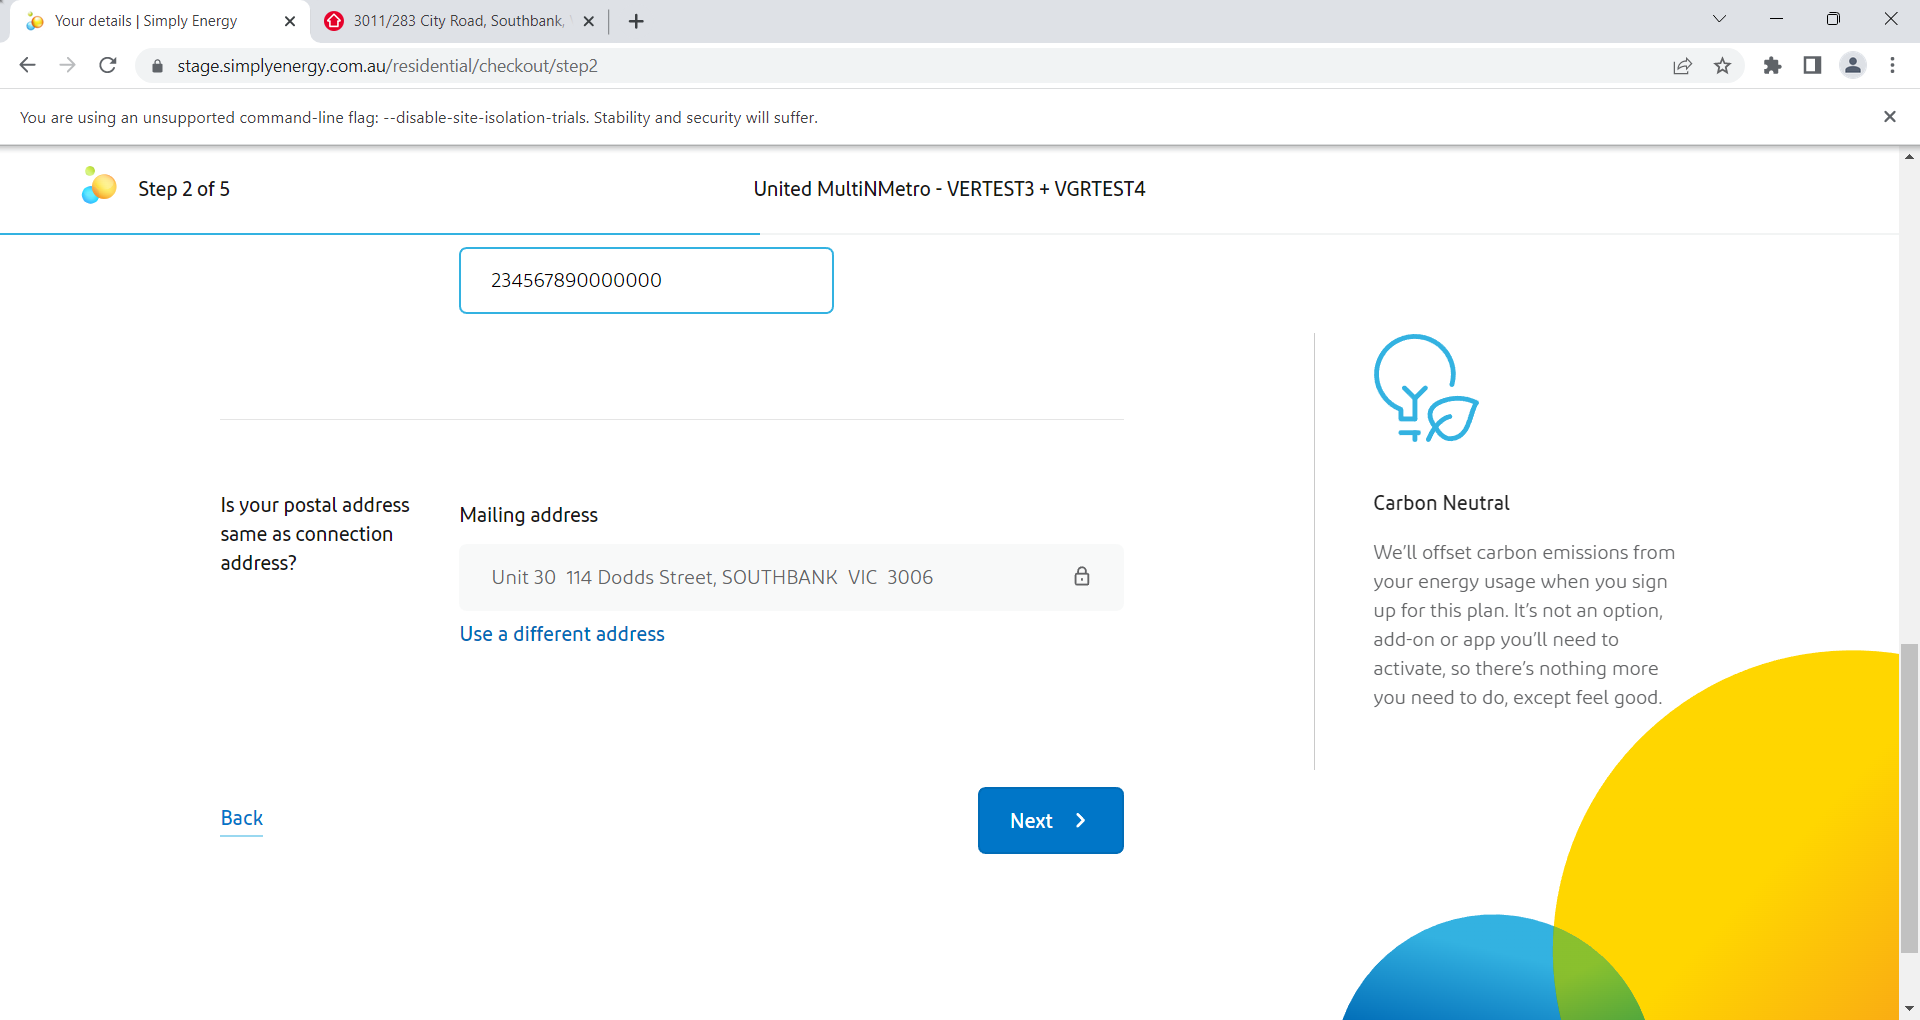 Your details | Simply Energy
3011/283 City Road, Southbank,
stage.simplyenergy.com.au/residential/checkout/step2
You are using an unsupported command-line flag: --disable-site-isolation-trials. Stability and security will suffer.
Step 2 of 5
United MultiNMetro - VERTEST3 + VGRTEST4
234567890000000
Is your postal address
same as connection
address?
Mailing address
Unit 30 114 Dodds Street, SOUTHBANK VIC 3006
Use a different address
Carbon Neutral
We'll offset carbon emissions from
your energy usage when you sign
up for this plan. It's not an option,
add-on or app you'll need to
activate, so there's nothing more
you need to do, except feel good.
Back
Next